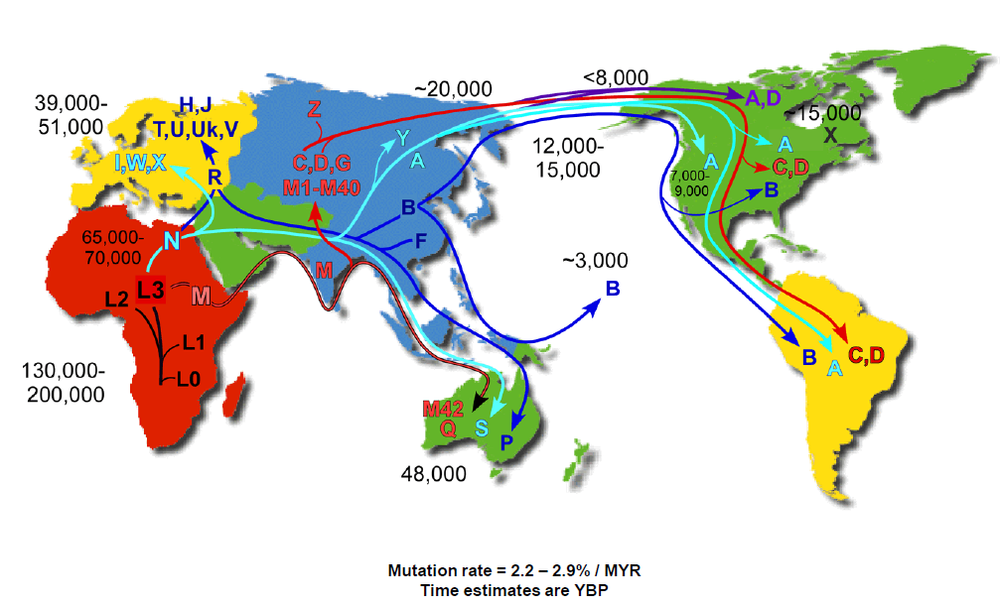 39,000-
51,000
H,J
T,U,Uk,V
I,W,X
R
65,000-
70,000
N
L2
L3
M
L1
L0
130,000-
200,000
Z
C,D,G
M1-M40
Y
A
B
F
M
~20,000
<8,000
12,000-
15,000
~3,000
B
M42
Q
S
P
48,000
A,D
~15,000
X
A
A
C,D
7,000-
9,000
B
B
A
C,D
Mutation rate = 2.2 – 2.9% / MYR
Time estimates are YBP